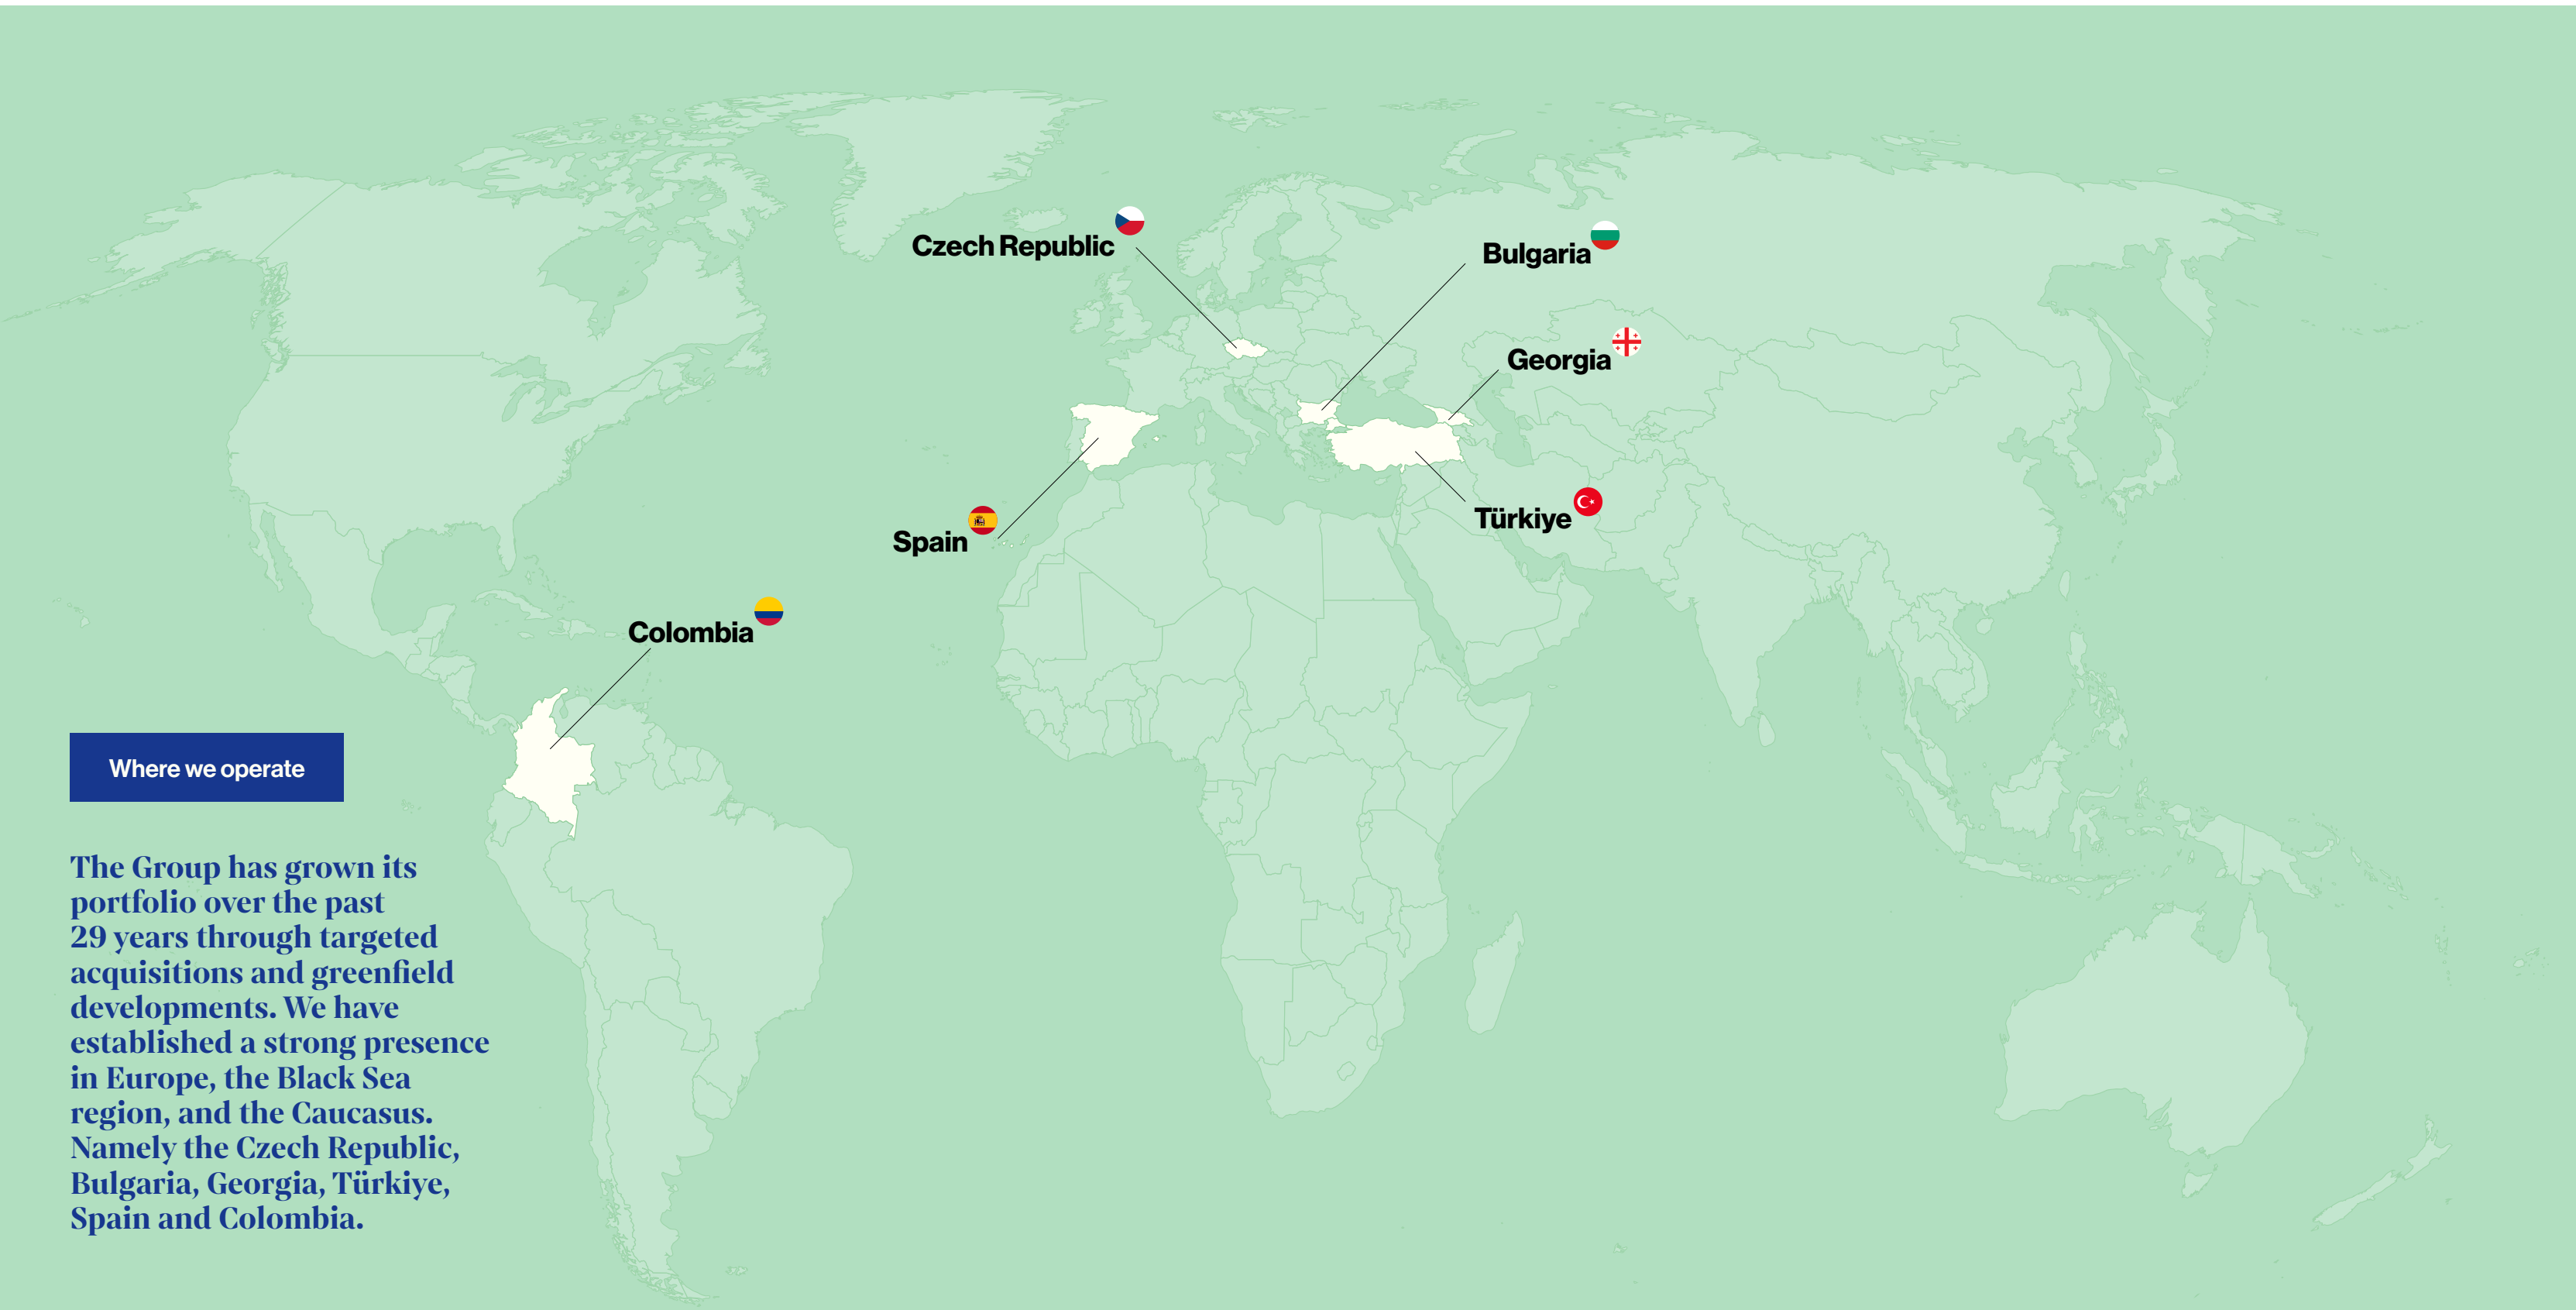 Czech Republic
Bulgaria
Georgia
Türkiye
Spain
Colombia
Where we operate
The Group has grown its
portfolio over the past
29 years through targeted
acquisitions and greenfield
developments. We have
established a strong presence
in Europe, the Black Sea
region, and the Caucasus.
Namely the Czech Republic,
Bulgaria, Georgia, Türkiye,
Spain and Colombia.